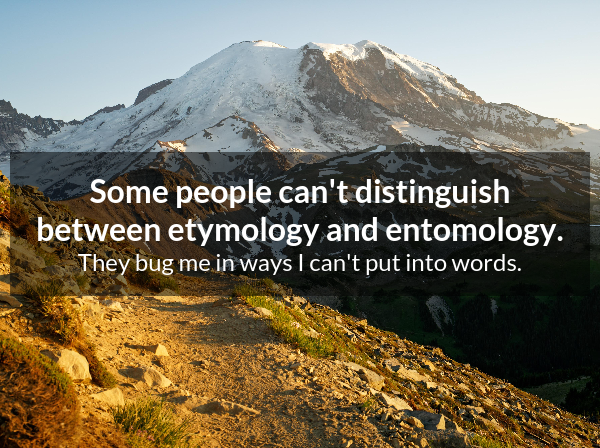 Some people can't distinguish
between etymology and entomology.
They bug me in ways I can't put into words.